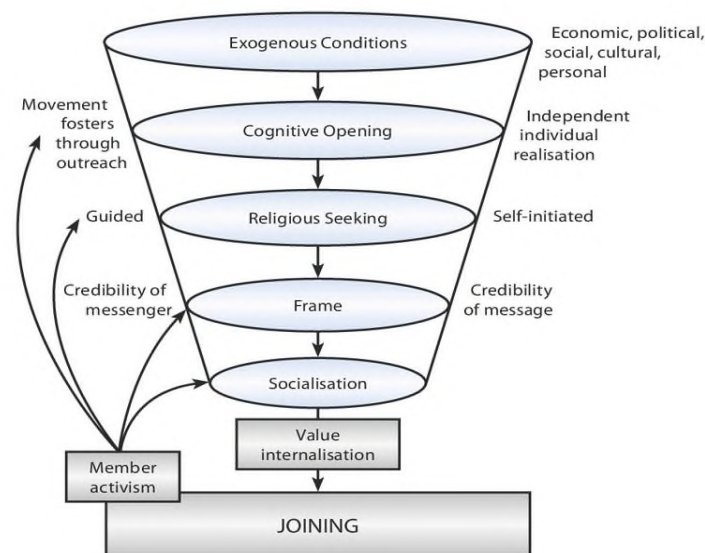 Exogenous Conditions
Economic, political,
social, cultural,
personal
Movement
fosters
through
outreach
Cognitive Opening
Independent
individual
realisation
Guided
Religious Seeking
Self-initiated
Credibility of
messenger
Frame
Credibility
of message
Socialisation
Value
internalisation
Member
activism
JOINING